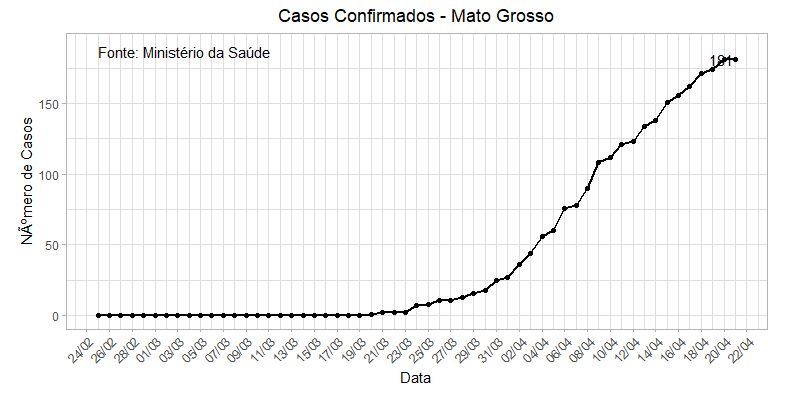 Casos Confirmados - Mato Grosso
Fonte: Ministério da Saúde
181
NÃºmero de Casos
150
100
50
0
24/02 26/02 28/02 01/03 03/03 05/03 07/03 09/03 11/03 13/03 15/03 17/03 19/03 21/03 23/03 25/03 27/03 29/03 31/03 02/04 04/04 06/04 08/04 10/04 12/04 14/04 16/04 18/04 20/04 22/04
Data